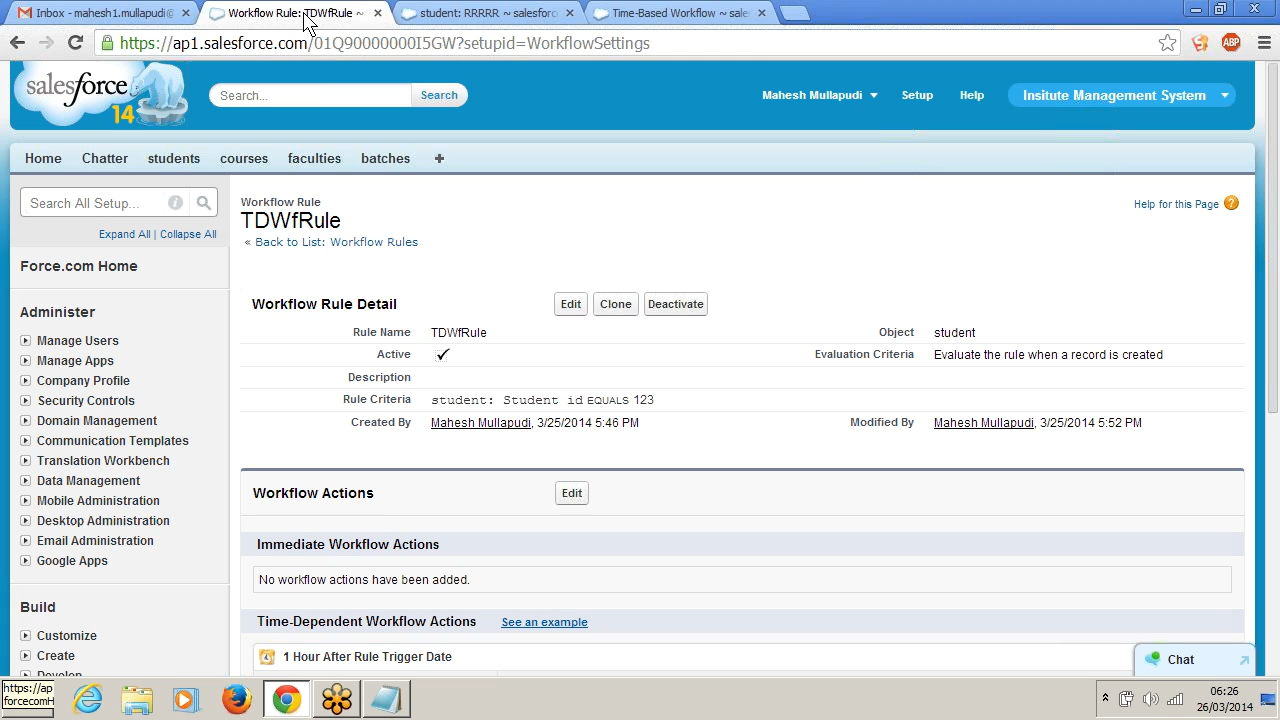 Inbox - mahesh1.mullapudi@
Workflow Rule: TDWfRule ~
student: RRRRR ~ salesforc
Time-Based Workflow ~ sales
https://ap1.salesforce.com/01Q90000000I5GW?setupid=WorkflowSettings
ABP
salesforce
14
Search...
Search
Mahesh Mullapudi
Setup
Help
Insitute Management System
Home
Chatter
students
courses
faculties
batches
+
Search All Setup...
Expand All | Collapse All
Force.com Home
Administer
Manage Users
Manage Apps
Company Profile
Security Controls
Domain Management
Communication Templates
Translation Workbench
Data Management
Mobile Administration
Desktop Administration
Email Administration
Google Apps
Build
Customize
Create
Develop
Workflow Rule
TDWfRule
« Back to List: Workflow Rules
Help for this Page ?
Workflow Rule Detail
Edit
Clone
Deactivate
Rule Name TDWfRule
Object student
Active ✓
Evaluation Criteria Evaluate the rule when a record is created
Description
Rule Criteria student: Student id EQUALS 123
Created By Mahesh Mullapudi, 3/25/2014 5:46 PM
Modified By Mahesh Mullapudi, 3/25/2014 5:52 PM
Workflow Actions
Edit
Immediate Workflow Actions
No workflow actions have been added.
Time-Dependent Workflow Actions See an example
1 Hour After Rule Trigger Date
Chat
https://ap
forcecomH
06:26
26/03/2014